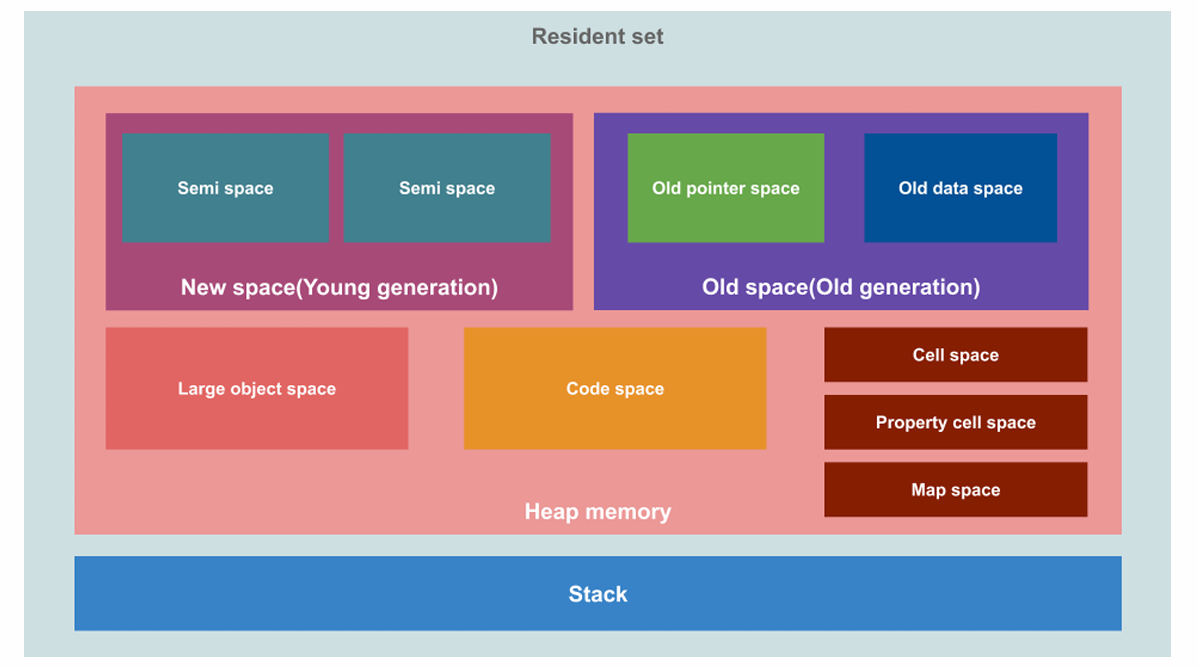 Resident set
Semi space
Semi space
Old pointer space
Old data space
New space(Young generation)
Old space(Old generation)
Large object space
Code space
Cell space
Property cell space
Map space
Heap memory
Stack